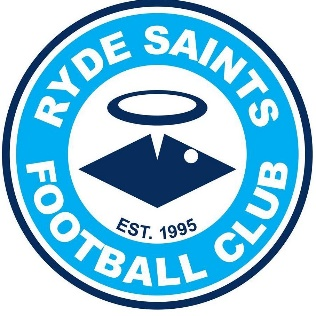 RYDE SAINTS
EST. 1995
FOOTBALL CLUB